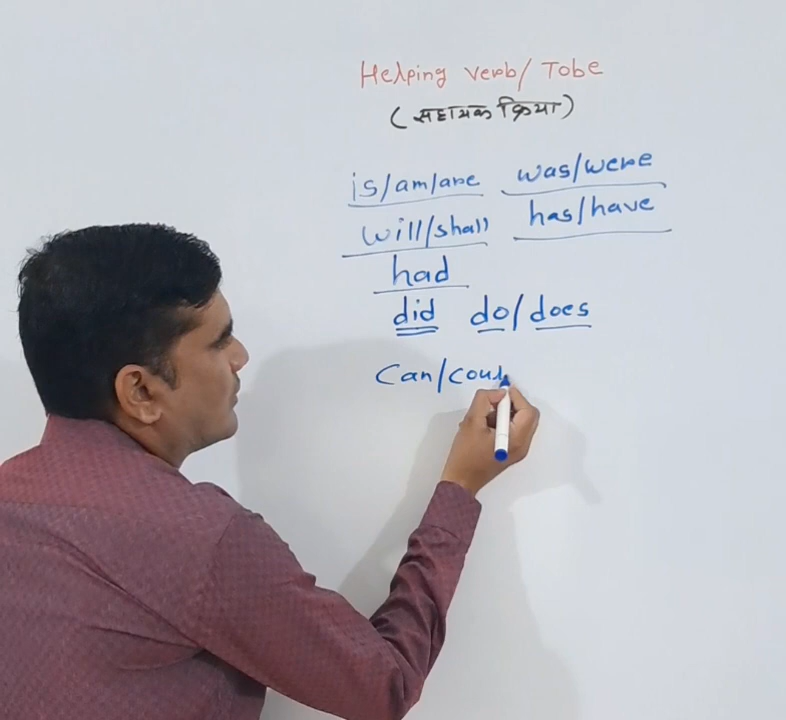 Helping verb/ Tobe
(सहायक क्रिया)
is/am/are was/were
will/shall has/have
had
did do/does
Can/coul